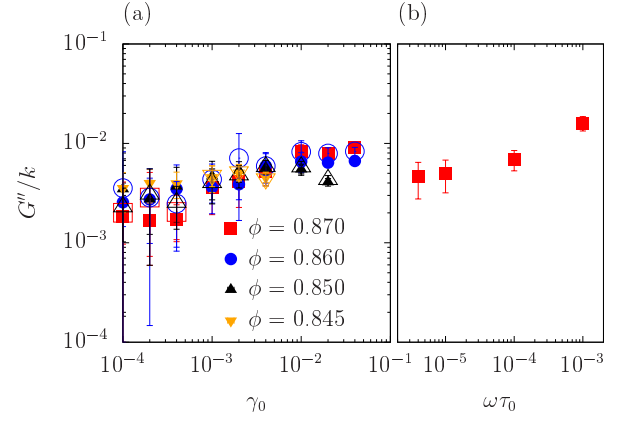 (a) (b)
10⁻¹
10⁻²
10⁻³
10⁻⁴
G″/k
ϕ = 0.870
ϕ = 0.860
ϕ = 0.850
ϕ = 0.845
10⁻⁴ 10⁻³ 10⁻² 10⁻¹ 10⁻⁵ 10⁻⁴ 10⁻³
γ₀ ωτ₀